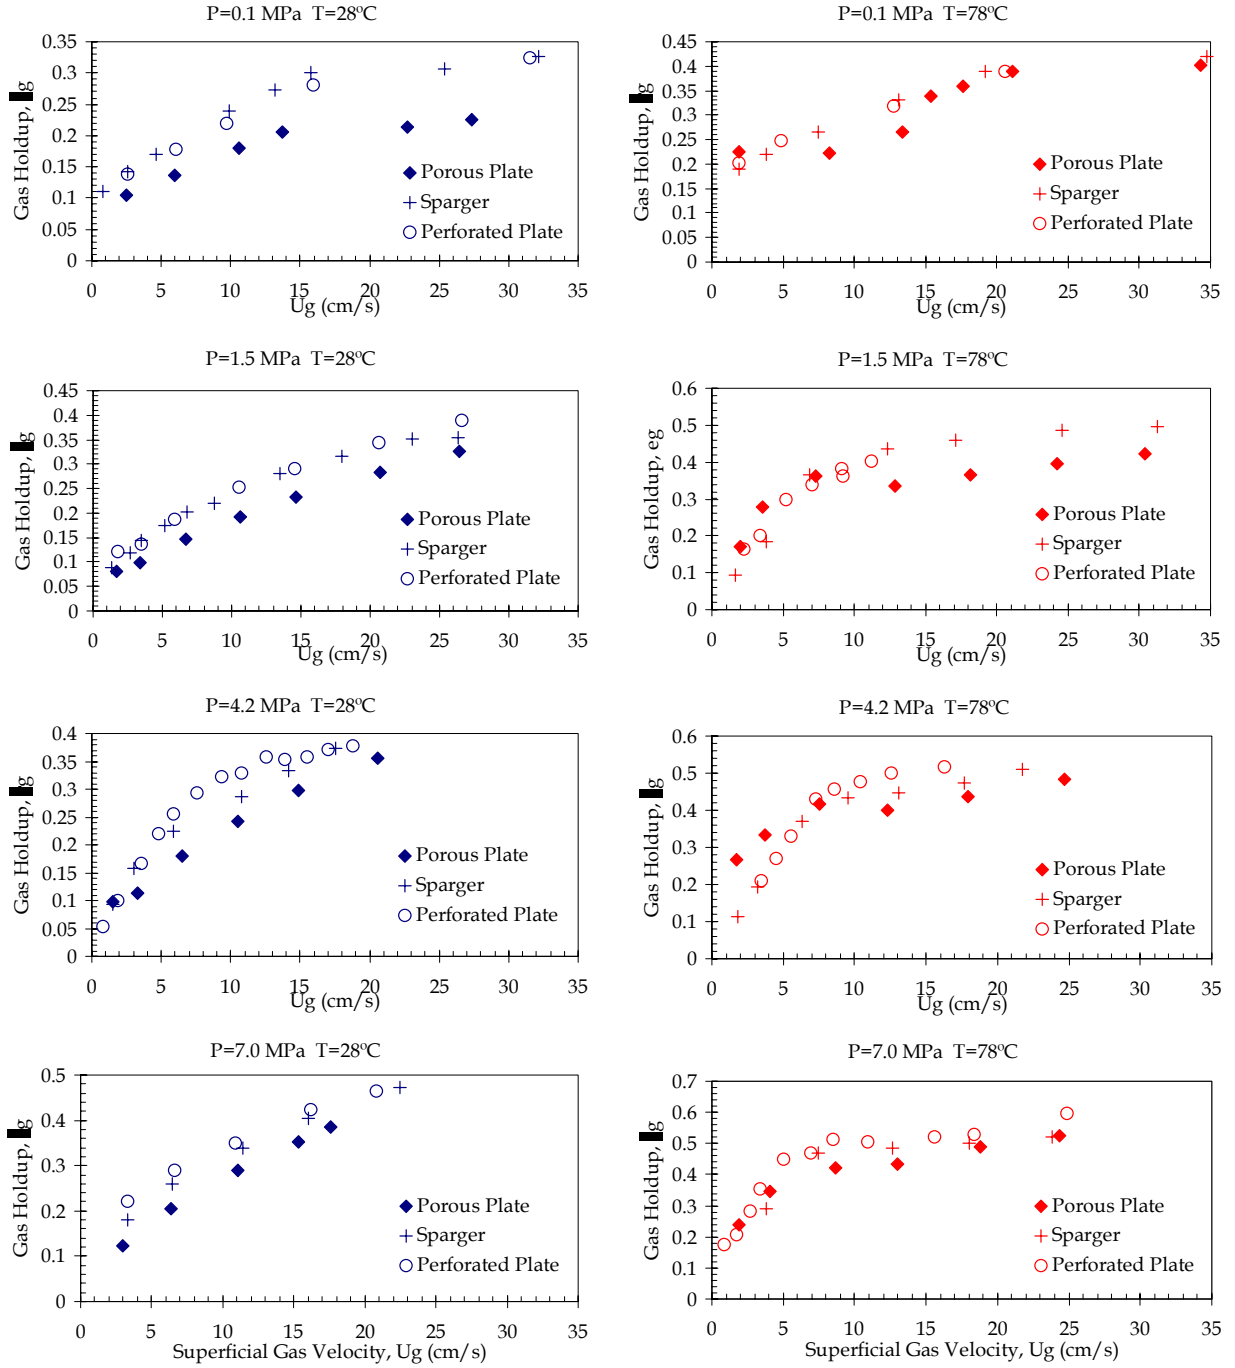 P=0.1 MPa T=28ºC
Gas Holdup, g
0.35
0.3
0.25
0.2
0.15
0.1
0.05
0
Porous Plate
Sparger
Perforated Plate
0 5 10 15 20 25 30 35
Ug (cm/s)
P=0.1 MPa T=78ºC
Gas Holdup, g
0.45
0.4
0.35
0.3
0.25
0.2
0.15
0.1
0.05
0
Porous Plate
Sparger
Perforated Plate
0 5 10 15 20 25 30 35
Ug (cm/s)
P=1.5 MPa T=28ºC
Gas Holdup, g
0.45
0.4
0.35
0.3
0.25
0.2
0.15
0.1
0.05
0
Porous Plate
Sparger
Perforated Plate
0 5 10 15 20 25 30 35
Ug (cm/s)
P=1.5 MPa T=78ºC
Gas Holdup, eg
0.6
0.5
0.4
0.3
0.2
0.1
0
Porous Plate
Sparger
Perforated Plate
0 5 10 15 20 25 30 35
Ug (cm/s)
P=4.2 MPa T=28ºC
Gas Holdup, g
0.4
0.35
0.3
0.25
0.2
0.15
0.1
0.05
0
Porous Plate
Sparger
Perforated Plate
0 5 10 15 20 25 30 35
Ug (cm/s)
P=4.2 MPa T=78ºC
Gas Holdup, g
0.6
0.5
0.4
0.3
0.2
0.1
0
Porous Plate
Sparger
Perforated Plate
0 5 10 15 20 25 30 35
Ug (cm/s)
P=7.0 MPa T=28ºC
Gas Holdup, g
0.5
0.4
0.3
0.2
0.1
0
Porous Plate
Sparger
Perforated Plate
0 5 10 15 20 25 30 35
Superficial Gas Velocity, Ug (cm/s)
P=7.0 MPa T=78ºC
Gas Holdup, g
0.7
0.6
0.5
0.4
0.3
0.2
0.1
0
Porous Plate
Sparger
Perforated Plate
0 5 10 15 20 25 30 35
Superficial Gas Velocity, Ug (cm/s)